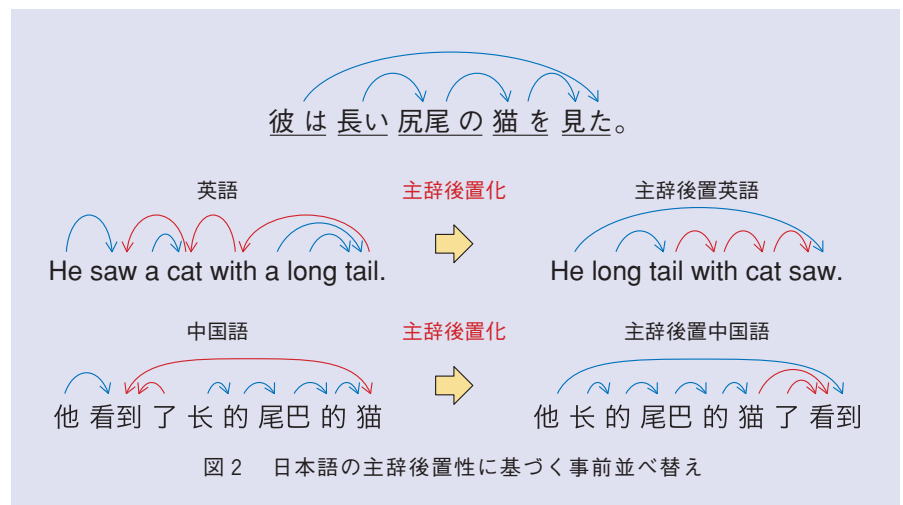 彼は 長い 尻尾の 猫を 見た。
英語 主辞後置化 主辞後置英語
He saw a cat with a long tail. He long tail with cat saw.
中国語 主辞後置化 主辞後置中国語
他 看到 了 长 的 尾巴 的 猫 他 长 的 尾巴 的 猫 了 看到
図2 日本語の主辞後置性に基づく事前並べ替え